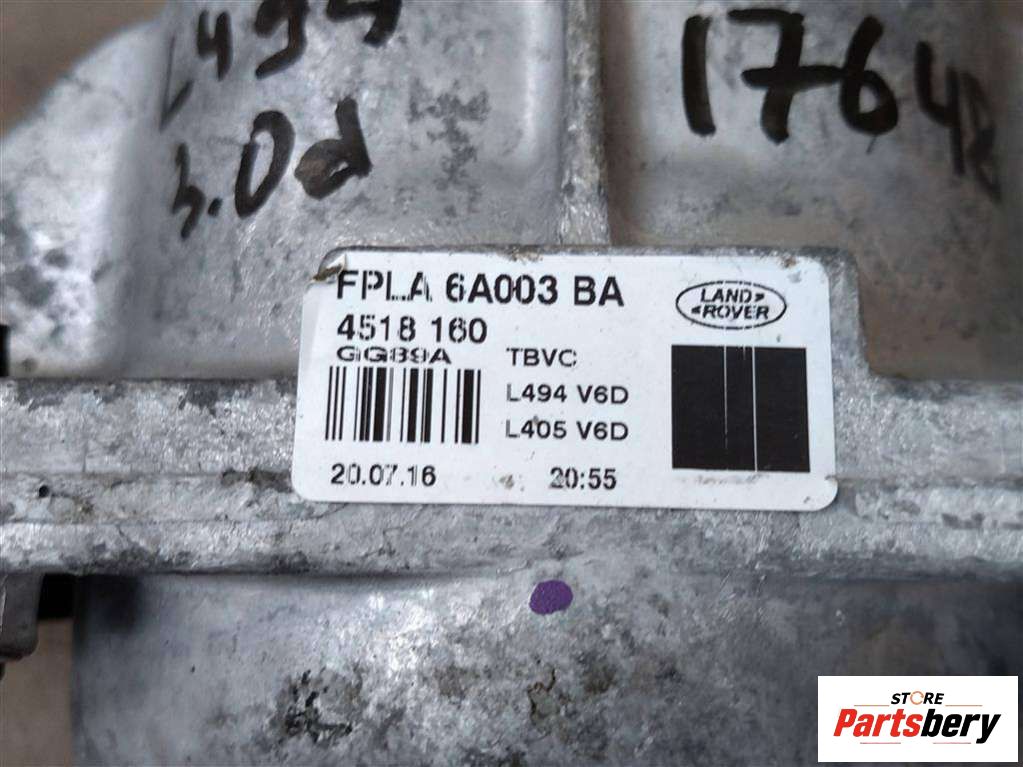 L494
3.0d
17648
FPLA 6A003 BA
LAND
ROVER
4518 160
GG89A TBVC
L494 V6D
L405 V6D
20.07.16 20:55
STORE
Partsbery